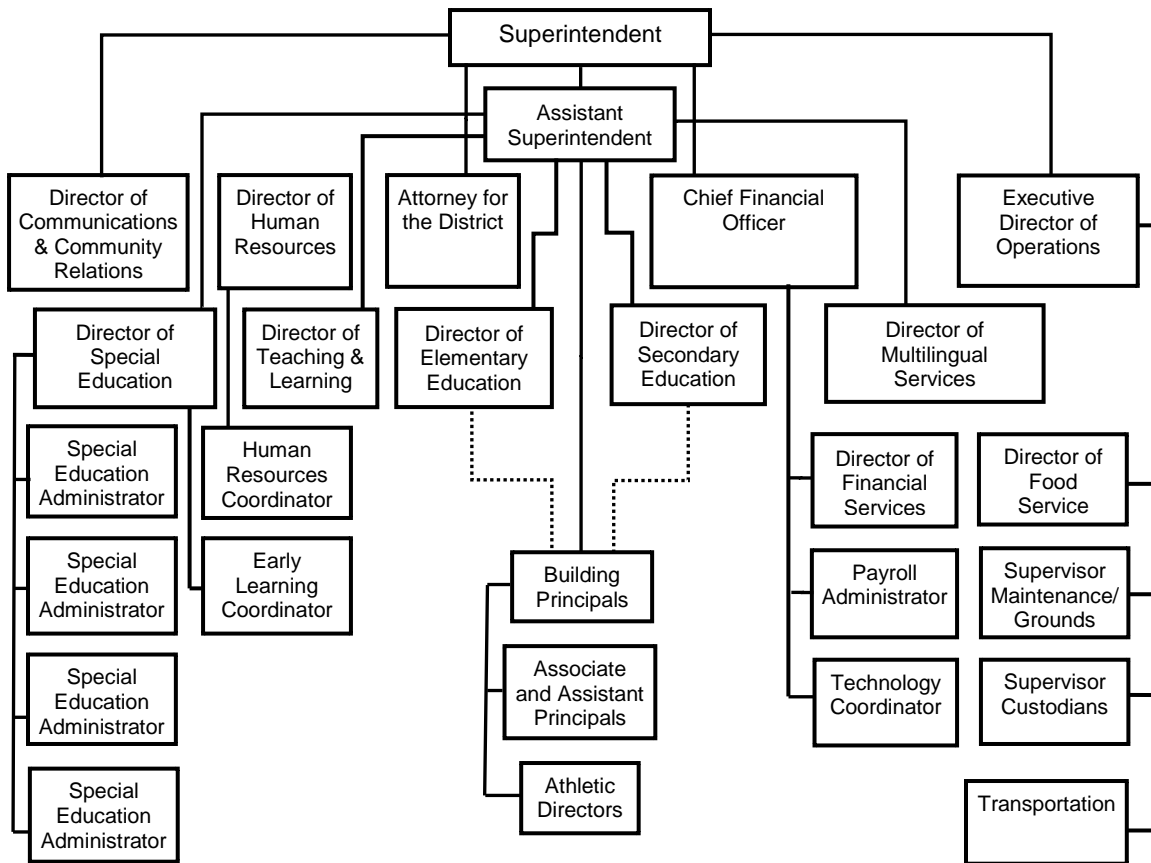 Superintendent
Assistant
Superintendent
Director of
Communications
& Community
Relations
Director of
Human
Resources
Attorney for
the District
Chief Financial
Officer
Executive
Director of
Operations
Director of
Special
Education
Director of
Teaching &
Learning
Director of
Elementary
Education
Director of
Secondary
Education
Director of
Multilingual
Services
Special
Education
Administrator
Human
Resources
Coordinator
Director of
Financial
Services
Director of
Food
Service
Special
Education
Administrator
Early
Learning
Coordinator
Building
Principals
Payroll
Administrator
Supervisor
Maintenance/
Grounds
Special
Education
Administrator
Associate
and Assistant
Principals
Technology
Coordinator
Supervisor
Custodians
Special
Education
Administrator
Athletic
Directors
Transportation